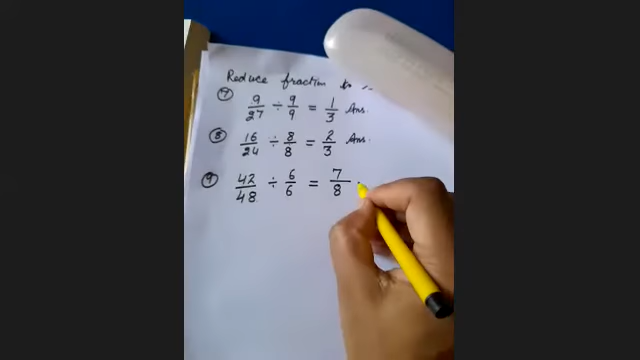 Reduce fraction to
⑦ 9/27 ÷ 9/9 = 1/3 Ans.
⑧ 16/24 ÷ 8/8 = 2/3 Ans.
⑨ 42/48 ÷ 6/6 = 7/8